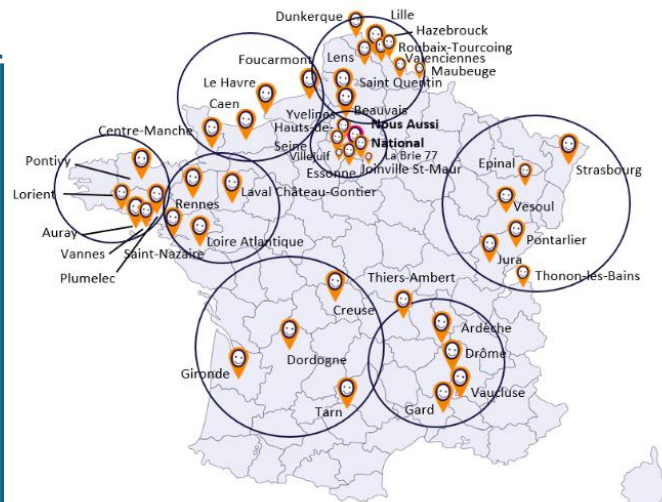 Dunkerque
Lille
Hazebrouck
Roubaix-Tourcoing
Valenciennes
Maubeuge
Lens
Saint Quentin
Foucarmont
Le Havre
Caen
Beauvais
Centre-Manche
Yvelines
Hauts-de-
Seine
Nous Aussi
National
Villejuif
La Brie 77
Essonne
Joinville St-Maur
Strasbourg
Epinal
Vesoul
Pontarlier
Jura
Thonon-les-Bains
Pontivy
Lorient
Auray
Vannes
Plumelec
Saint-Nazaire
Rennes
Laval Château-Gontier
Loire Atlantique
Thiers-Ambert
Creuse
Dordogne
Gironde
Tarn
Ardèche
Drôme
Vaucluse
Gard